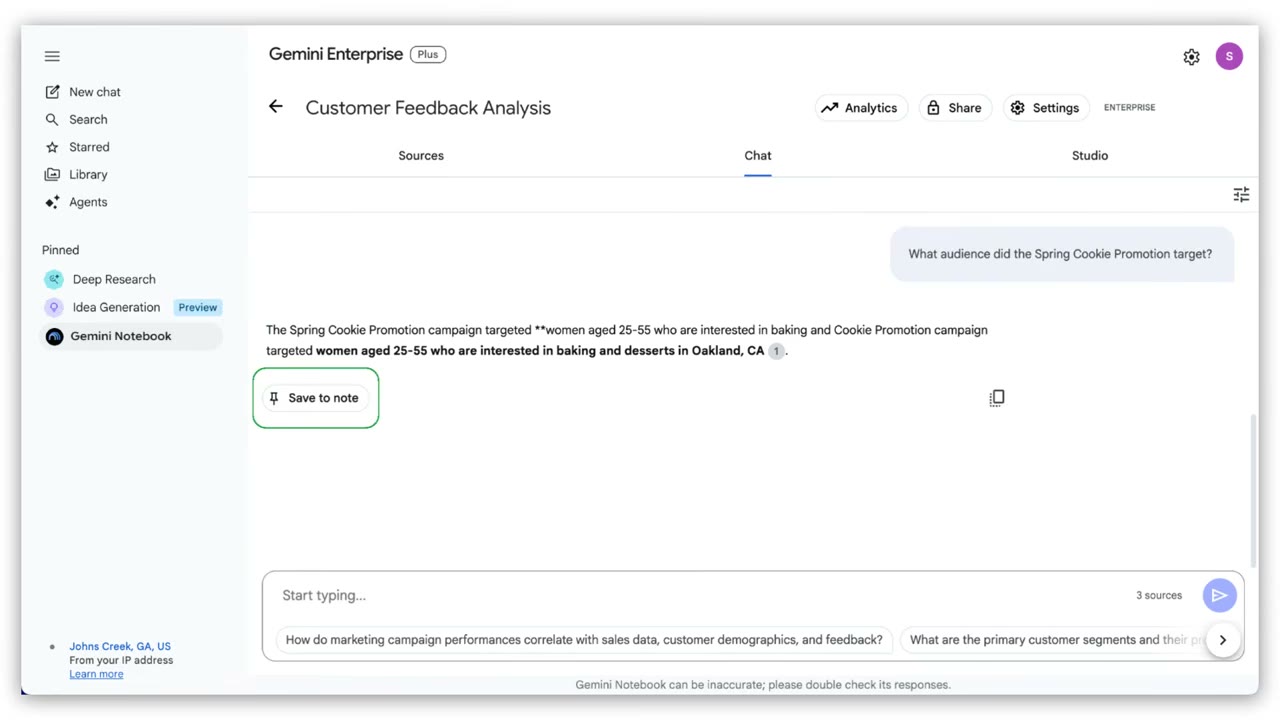 Gemini Enterprise Plus
S
New chat
Search
Starred
Library
Agents
Pinned
Deep Research
Idea Generation Preview
Gemini Notebook
Johns Creek, GA, US
From your IP address
Learn more
Customer Feedback Analysis
Analytics
Share
Settings
ENTERPRISE
Sources
Chat
Studio
What audience did the Spring Cookie Promotion target?
The Spring Cookie Promotion campaign targeted **women aged 25-55 who are interested in baking and Cookie Promotion campaign
targeted women aged 25-55 who are interested in baking and desserts in Oakland, CA 1.
Save to note
Start typing...
3 sources
How do marketing campaign performances correlate with sales data, customer demographics, and feedback?
What are the primary customer segments and their
Gemini Notebook can be inaccurate; please double check its responses.